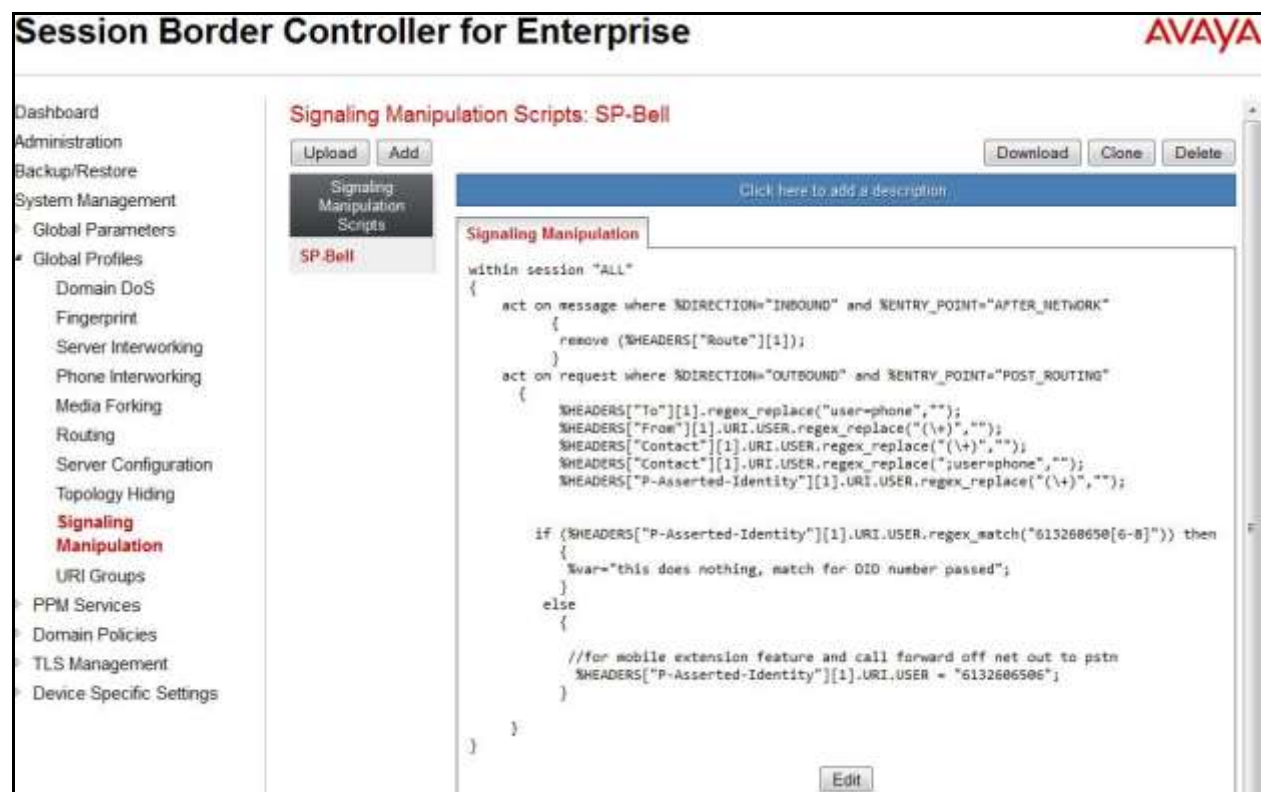 Session Border Controller for Enterprise
AVAYA
Dashboard
Administration
Backup/Restore
System Management
Global Parameters
Global Profiles
Domain DoS
Fingerprint
Server Interworking
Phone Interworking
Media Forking
Routing
Server Configuration
Topology Hiding
Signaling
Manipulation
URI Groups
PPM Services
Domain Policies
TLS Management
Device Specific Settings
Signaling Manipulation Scripts: SP-Bell
Upload Add
Download Clone Delete
Signaling
Manipulation
Scripts
SP-Bell
Click here to add a description.
Signaling Manipulation
within session "ALL"
{
act on message where %DIRECTION="INBOUND" and %ENTRY_POINT="AFTER_NETWORK"
{
remove (%HEADERS["Route"][1]);
}
act on request where %DIRECTION="OUTBOUND" and %ENTRY_POINT="POST_ROUTING"
{
%HEADERS["To"][1].regex_replace("user=phone","");
%HEADERS["From"][1].URI.USER.regex_replace("(\+)","");
%HEADERS["Contact"][1].URI.USER.regex_replace("(\+)","");
%HEADERS["Contact"][1].URI.USER.regex_replace(";user=phone","");
%HEADERS["P-Asserted-Identity"][1].URI.USER.regex_replace("(\+)","");
if (%HEADERS["P-Asserted-Identity"][1].URI.USER.regex_match("613260650[6-8]")) then
{
%var="this does nothing, match for DID number passed";
}
else
{
//for mobile extension feature and call forward off net out to pstn
%HEADERS["P-Asserted-Identity"][1].URI.USER = "6132606506";
}
}
}
Edit